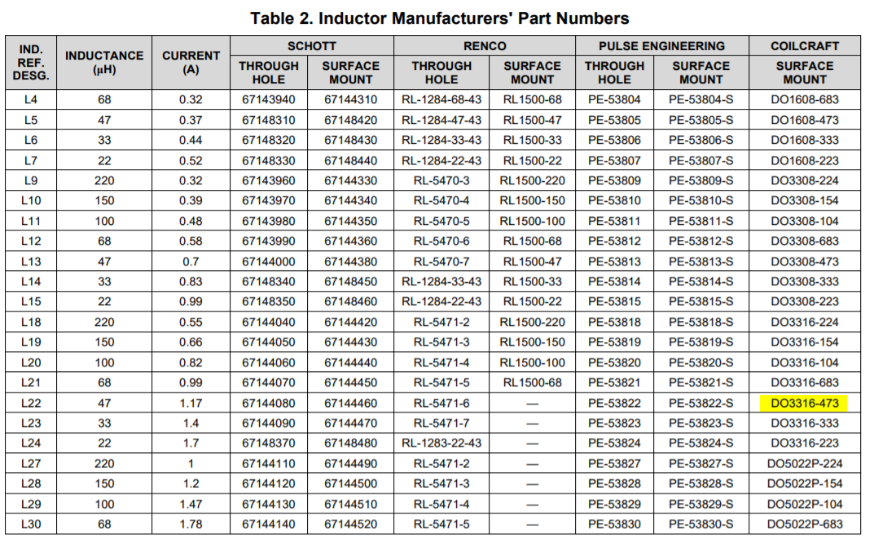 Table 2. Inductor Manufacturers' Part Numbers
IND. REF. DESG. INDUCTANCE (μH) CURRENT (A) SCHOTT RENCO PULSE ENGINEERING COILCRAFT
THROUGH HOLE SURFACE MOUNT THROUGH HOLE SURFACE MOUNT THROUGH HOLE SURFACE MOUNT SURFACE MOUNT
L4 68 0.32 67143940 67144310 RL-1284-68-43 RL1500-68 PE-53804 PE-53804-S DO1608-683
L5 47 0.37 67148310 67148420 RL-1284-47-43 RL1500-47 PE-53805 PE-53805-S DO1608-473
L6 33 0.44 67148320 67148430 RL-1284-33-43 RL1500-33 PE-53806 PE-53806-S DO1608-333
L7 22 0.52 67148330 67148440 RL-1284-22-43 RL1500-22 PE-53807 PE-53807-S DO1608-223
L9 220 0.32 67143960 67144330 RL-5470-3 RL1500-220 PE-53809 PE-53809-S DO3308-224
L10 150 0.39 67143970 67144340 RL-5470-4 RL1500-150 PE-53810 PE-53810-S DO3308-154
L11 100 0.48 67143980 67144350 RL-5470-5 RL1500-100 PE-53811 PE-53811-S DO3308-104
L12 68 0.58 67143990 67144360 RL-5470-6 RL1500-68 PE-53812 PE-53812-S DO3308-683
L13 47 0.7 67144000 67144380 RL-5470-7 RL1500-47 PE-53813 PE-53813-S DO3308-473
L14 33 0.83 67148340 67148450 RL-1284-33-43 RL1500-33 PE-53814 PE-53814-S DO3308-333
L15 22 0.99 67148350 67148460 RL-1284-22-43 RL1500-22 PE-53815 PE-53815-S DO3308-223
L18 220 0.55 67144040 67144420 RL-5471-2 RL1500-220 PE-53818 PE-53818-S DO3316-224
L19 150 0.66 67144050 67144430 RL-5471-3 RL1500-150 PE-53819 PE-53819-S DO3316-154
L20 100 0.82 67144060 67144440 RL-5471-4 RL1500-100 PE-53820 PE-53820-S DO3316-104
L21 68 0.99 67144070 67144450 RL-5471-5 RL1500-68 PE-53821 PE-53821-S DO3316-683
L22 47 1.17 67144080 67144460 RL-5471-6 — PE-53822 PE-53822-S DO3316-473
L23 33 1.4 67144090 67144470 RL-5471-7 — PE-53823 PE-53823-S DO3316-333
L24 22 1.7 67148370 67148480 RL-1283-22-43 — PE-53824 PE-53824-S DO3316-223
L27 220 1 67144110 67144490 RL-5471-2 — PE-53827 PE-53827-S DO5022P-224
L28 150 1.2 67144120 67144500 RL-5471-3 — PE-53828 PE-53828-S DO5022P-154
L29 100 1.47 67144130 67144510 RL-5471-4 — PE-53829 PE-53829-S DO5022P-104
L30 68 1.78 67144140 67144520 RL-5471-5 — PE-53830 PE-53830-S DO5022P-683